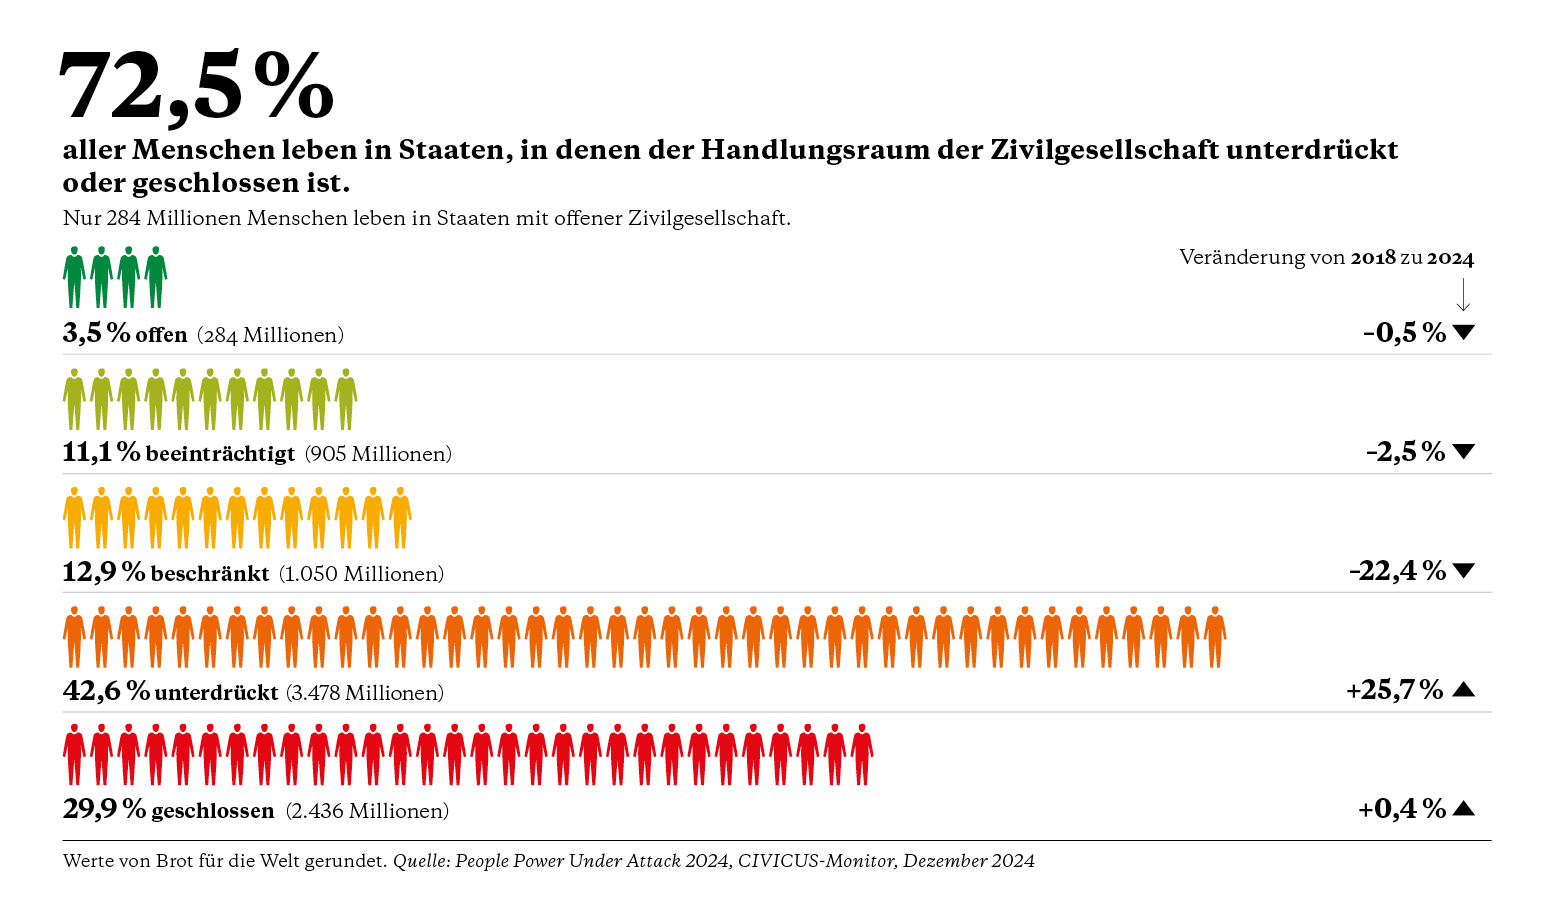 72,5 %
aller Menschen leben in Staaten, in denen der Handlungsraum der Zivilgesellschaft unterdrückt
oder geschlossen ist.
Nur 284 Millionen Menschen leben in Staaten mit offener Zivilgesellschaft.
Veränderung von 2018 zu 2024
3,5 % offen (284 Millionen) -0,5 % ▼
11,1 % beeinträchtigt (905 Millionen) -2,5 % ▼
12,9 % beschränkt (1.050 Millionen) -22,4 % ▼
42,6 % unterdrückt (3.478 Millionen) +25,7 % ▲
29,9 % geschlossen (2.436 Millionen) +0,4 % ▲
Werte von Brot für die Welt gerundet. Quelle: People Power Under Attack 2024, CIVICUS-Monitor, Dezember 2024